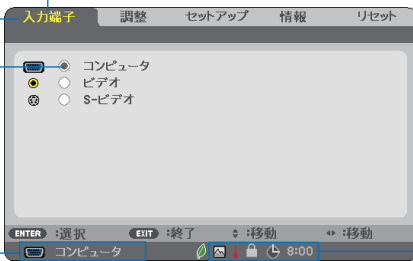 入力端子 調整 セットアップ 情報 リセット
コンピュータ
ビデオ
S-ビデオ
ENTER :選択 EXIT :終了 :移動 :移動
コンピュータ 8:00